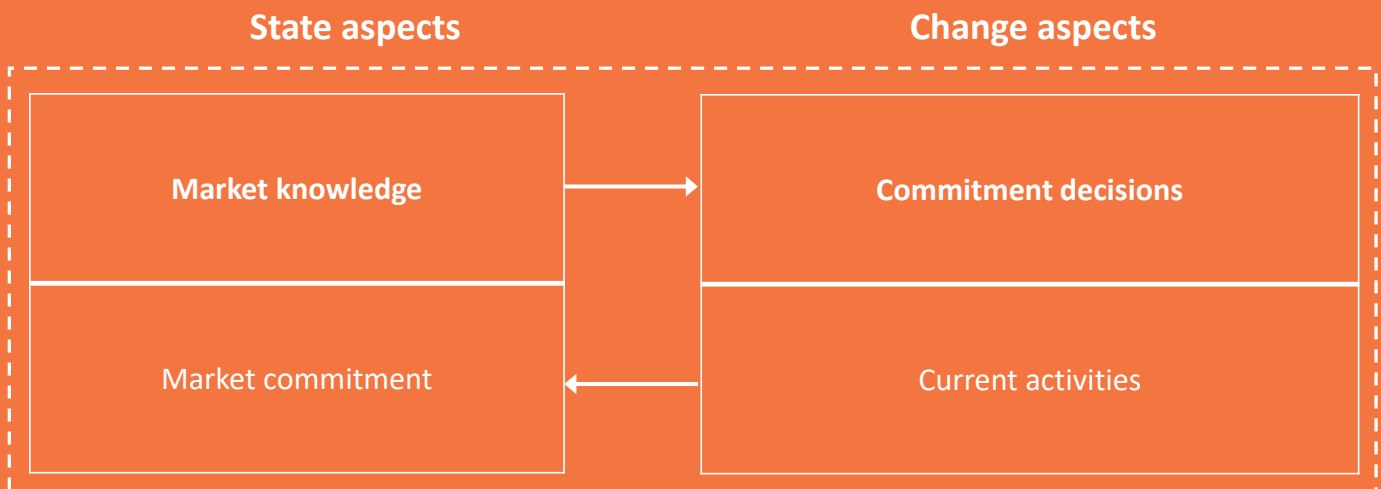 State aspects
Change aspects
Market knowledge
Commitment decisions
Market commitment
Current activities